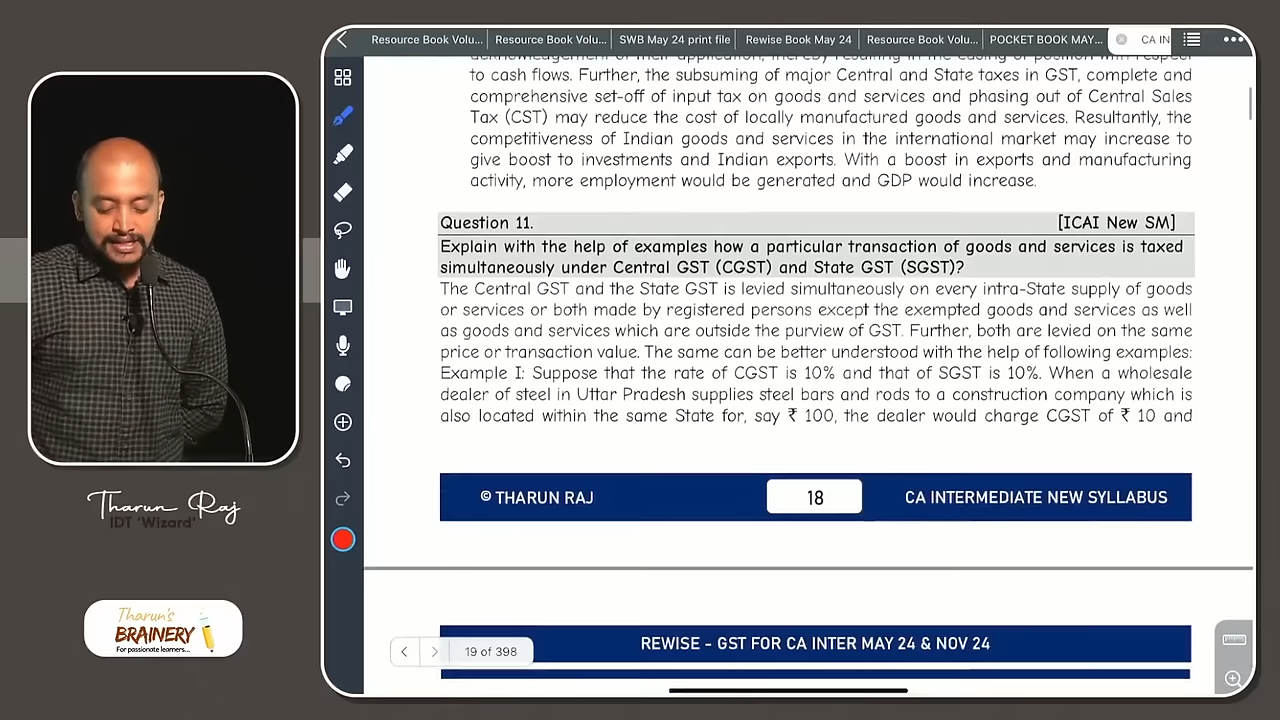 Resource Book Volu...
Resource Book Volu...
SWB May 24 print file
Rewise Book May 24
Resource Book Volu...
POCKET BOOK MAY...
CA IN
acknowledgement of their application, thereby resulting in the easing of position with respect
to cash flows. Further, the subsuming of major Central and State taxes in GST, complete and
comprehensive set-off of input tax on goods and services and phasing out of Central Sales
Tax (CST) may reduce the cost of locally manufactured goods and services. Resultantly, the
competitiveness of Indian goods and services in the international market may increase to
give boost to investments and Indian exports. With a boost in exports and manufacturing
activity, more employment would be generated and GDP would increase.
Question 11. [ICAI New SM]
Explain with the help of examples how a particular transaction of goods and services is taxed
simultaneously under Central GST (CGST) and State GST (SGST)?
The Central GST and the State GST is levied simultaneously on every intra-State supply of goods
or services or both made by registered persons except the exempted goods and services as well
as goods and services which are outside the purview of GST. Further, both are levied on the same
price or transaction value. The same can be better understood with the help of following examples:
Example I: Suppose that the rate of CGST is 10% and that of SGST is 10%. When a wholesale
dealer of steel in Uttar Pradesh supplies steel bars and rods to a construction company which is
also located within the same State for, say ₹ 100, the dealer would charge CGST of ₹ 10 and
© THARUN RAJ 18 CA INTERMEDIATE NEW SYLLABUS
REWISE - GST FOR CA INTER MAY 24 & NOV 24
19 of 398
Tharun Raj
IDT 'Wizard'
Tharun's
BRAINERY
For passionate learners...